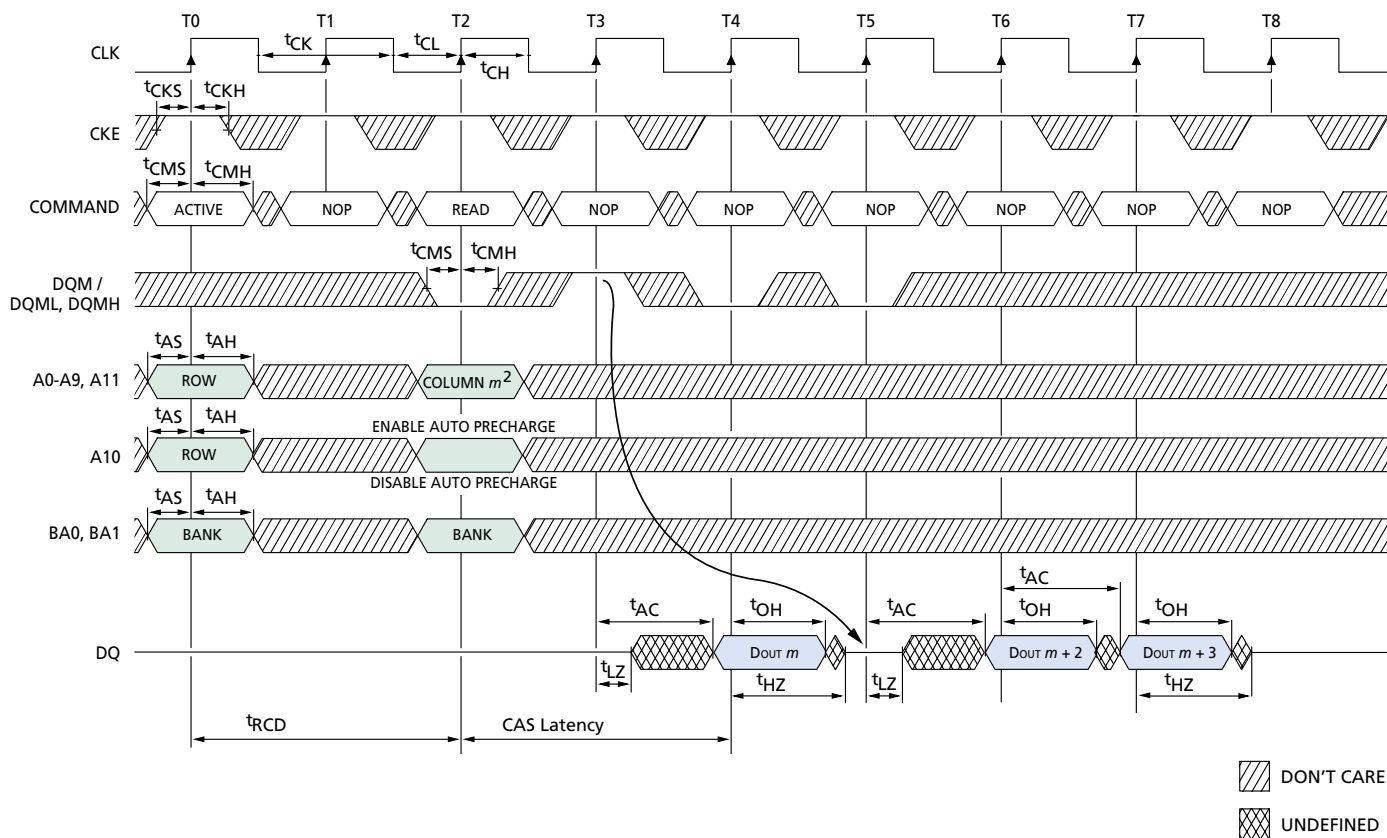 T0 T1 T2 T3 T4 T5 T6 T7 T8
CLK
tCK tCL
tCH
tCKS tCKH
CKE
tCMS tCMH
COMMAND ACTIVE NOP READ NOP NOP NOP NOP NOP NOP
tCMS tCMH
DQM /
DQML, DQMH
tAS tAH
A0-A9, A11 ROW COLUMN m2
tAS tAH ENABLE AUTO PRECHARGE
A10 ROW
DISABLE AUTO PRECHARGE
tAS tAH
BA0, BA1 BANK BANK
tAC
tAC tOH tAC tOH tOH
DQ DOUT m DOUT m + 2 DOUT m + 3
tLZ tHZ tLZ tHZ
tRCD CAS Latency
DON'T CARE
UNDEFINED